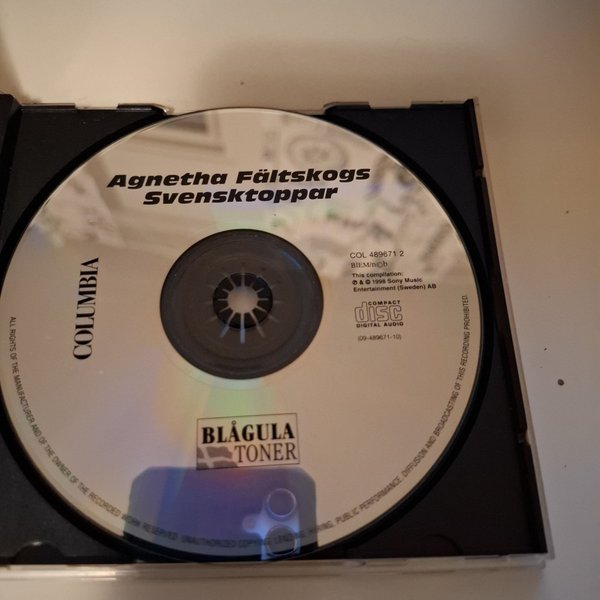 Agnetha Fältskogs
Svensktoppar
COLUMBIA
COL 489671 2
BIEM/n©b
This compilation:
℗ & © 1998 Sony Music
Entertainment (Sweden) AB
COMPACT
disc
DIGITAL AUDIO
(09-489671-10)
BLÅGULA
TONER
ALL RIGHTS OF THE MANUFACTURER AND OF THE OWNER OF THE RECORDED WORK RESERVED. UNAUTHORIZED COPYING, LENDING, HIRING, PUBLIC PERFORMANCE, DIFFUSION AND BROADCASTING OF THIS RECORDING PROHIBITED.